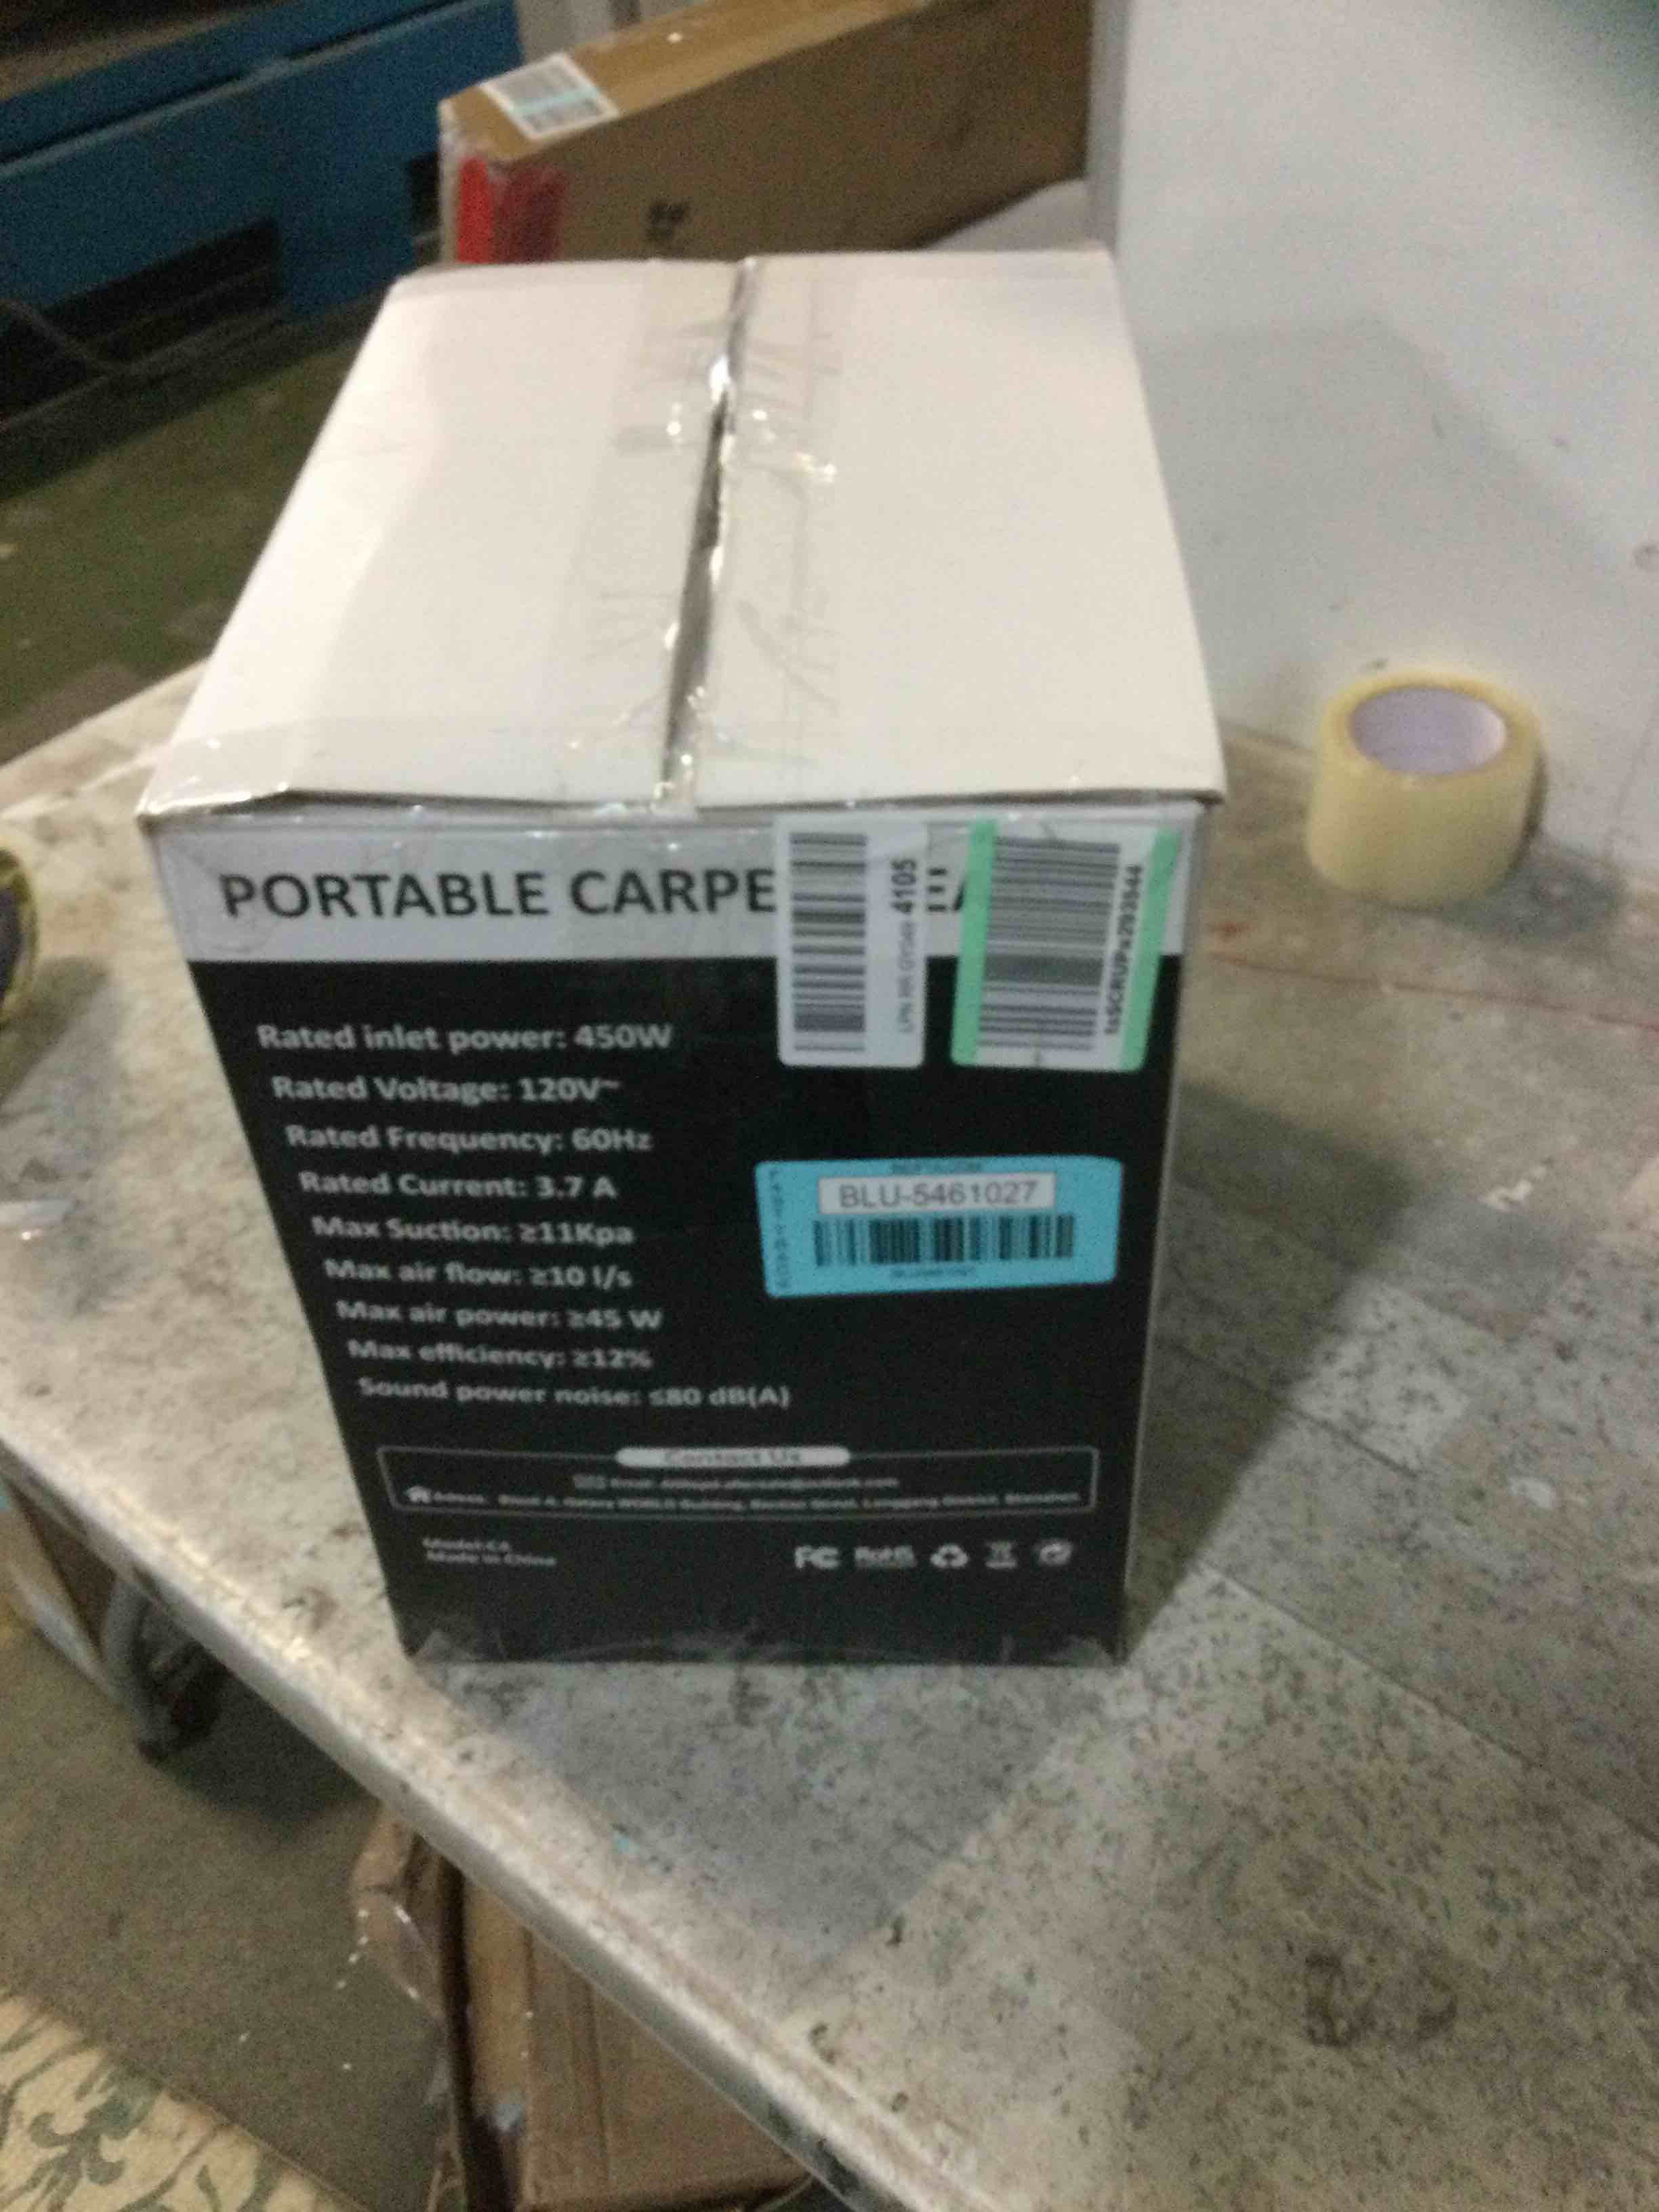 PORTABLE CARPE
4105
Rated inlet power: 450W
Rated Voltage: 120V~
Rated Frequency: 60Hz
Rated Current: 3.7 A
Max Suction: ≥11Kpa
Max air flow: ≥10 l/s
Max air power: ≥45 W
Max efficiency: ≥12%
Sound power noise: ≤80 dB(A)
BLU-5461027
Contact Us
Made in China
FC RoHS